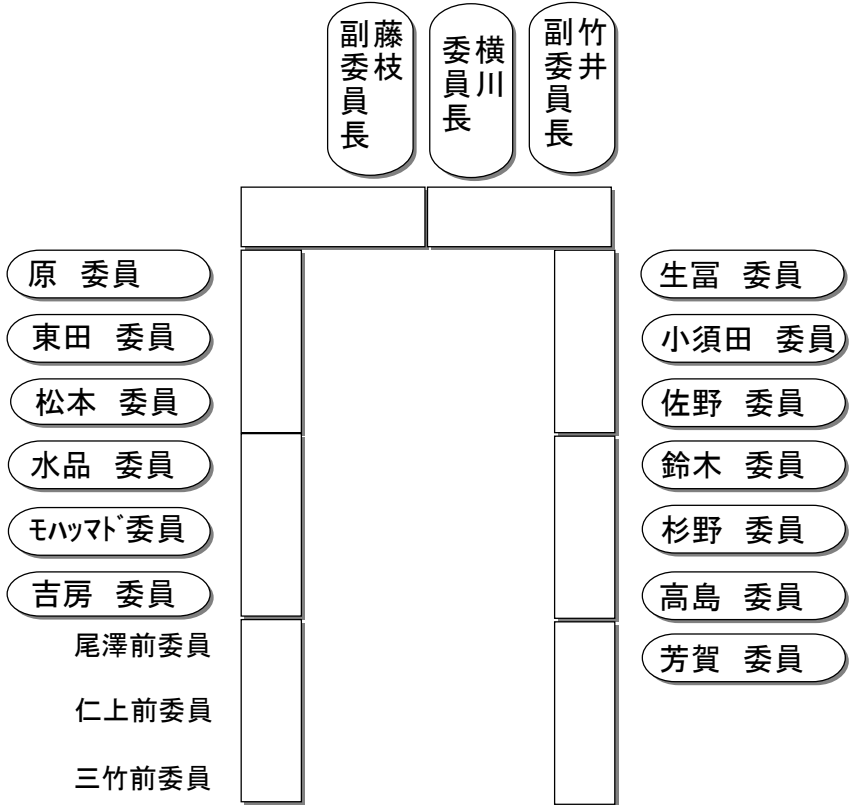 藤枝
副委員長
横川
委員長
竹井
副委員長
原 委員
東田 委員
松本 委員
水品 委員
ﾓﾊｯﾏﾄﾞ委員
吉房 委員
尾澤前委員
仁上前委員
三竹前委員
生冨 委員
小須田 委員
佐野 委員
鈴木 委員
杉野 委員
高島 委員
芳賀 委員